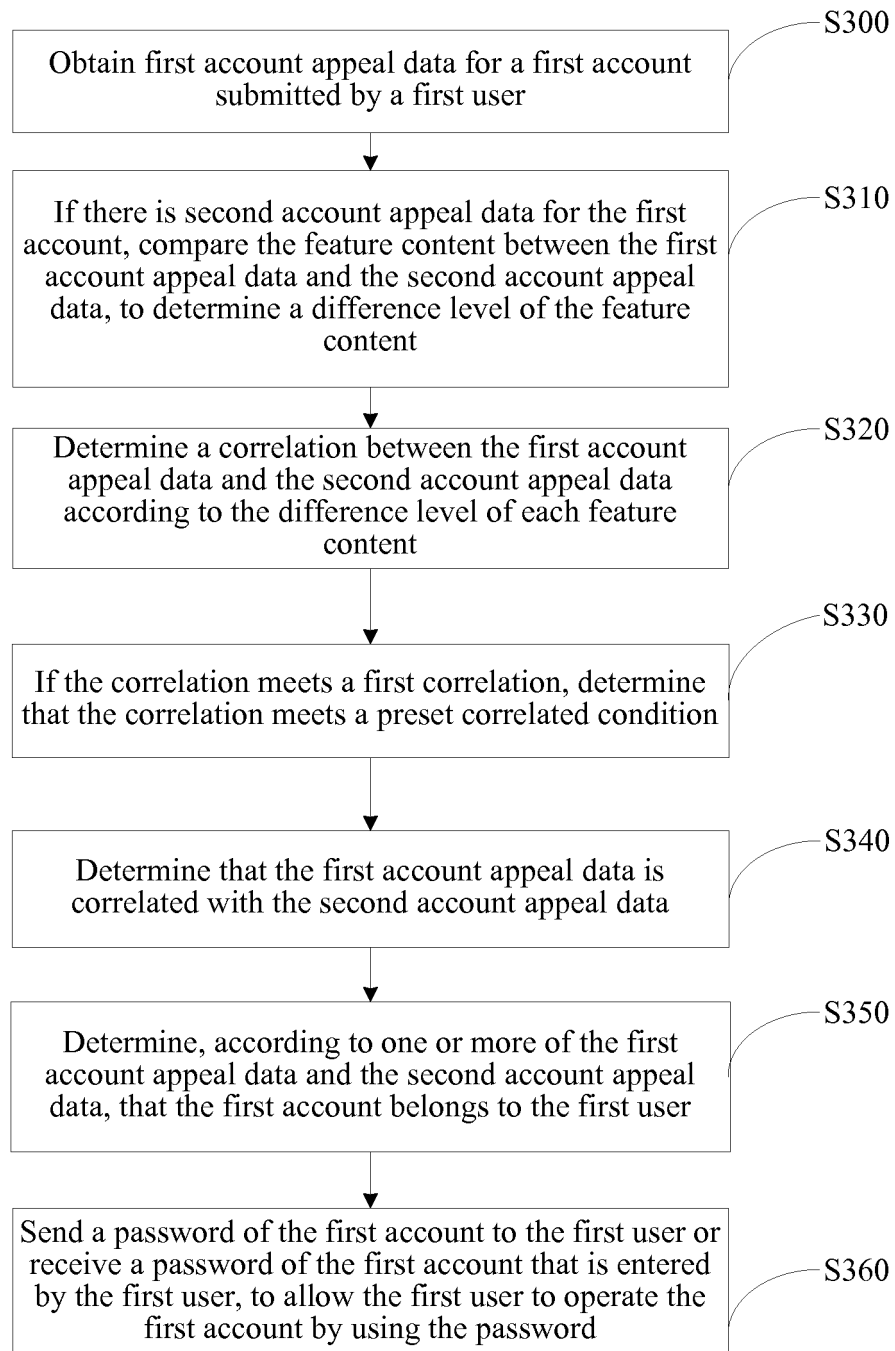 S300
Obtain first account appeal data for a first account
submitted by a first user
S310
If there is second account appeal data for the first
account, compare the feature content between the first
account appeal data and the second account appeal
data, to determine a difference level of the feature
content
S320
Determine a correlation between the first account
appeal data and the second account appeal data
according to the difference level of each feature
content
S330
If the correlation meets a first correlation, determine
that the correlation meets a preset correlated condition
S340
Determine that the first account appeal data is
correlated with the second account appeal data
S350
Determine, according to one or more of the first
account appeal data and the second account appeal
data, that the first account belongs to the first user
S360
Send a password of the first account to the first user or
receive a password of the first account that is entered
by the first user, to allow the first user to operate the
first account by using the password